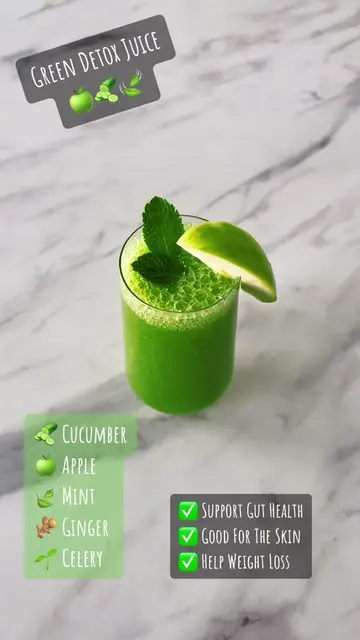 Green Detox Juice
🍏🥒🍃
🥒 Cucumber
🍏 Apple
🍃 Mint
🫚 Ginger
🌱 Celery
✅ Support Gut Health
✅ Good For The Skin
✅ Help Weight Loss